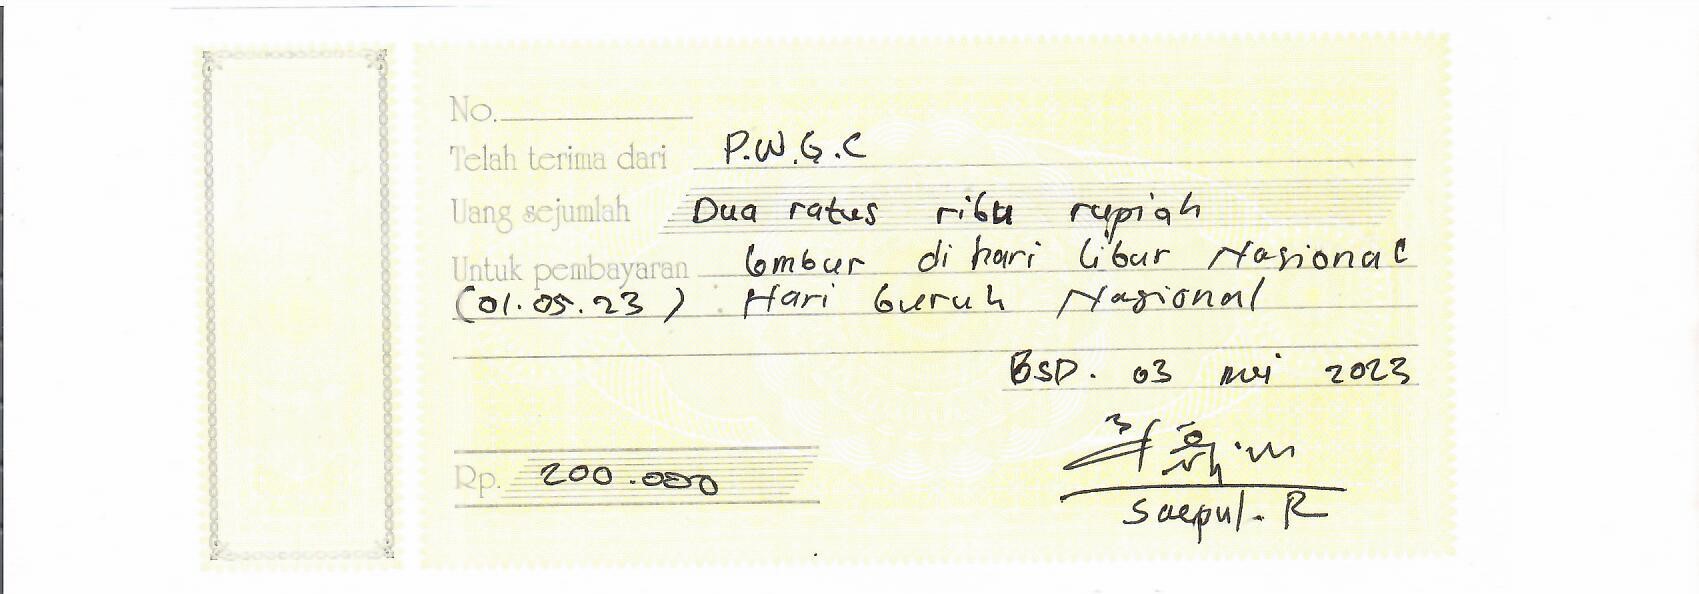 No.
Telah terima dari P.W.G.C
Uang sejumlah Dua ratus ribu rupiah
Untuk pembayaran lembur di hari libur Nasional
(01.05.23) Hari buruh Nasional
BSD. 03 mei 2023
Rp. 200.000
Saepul. R